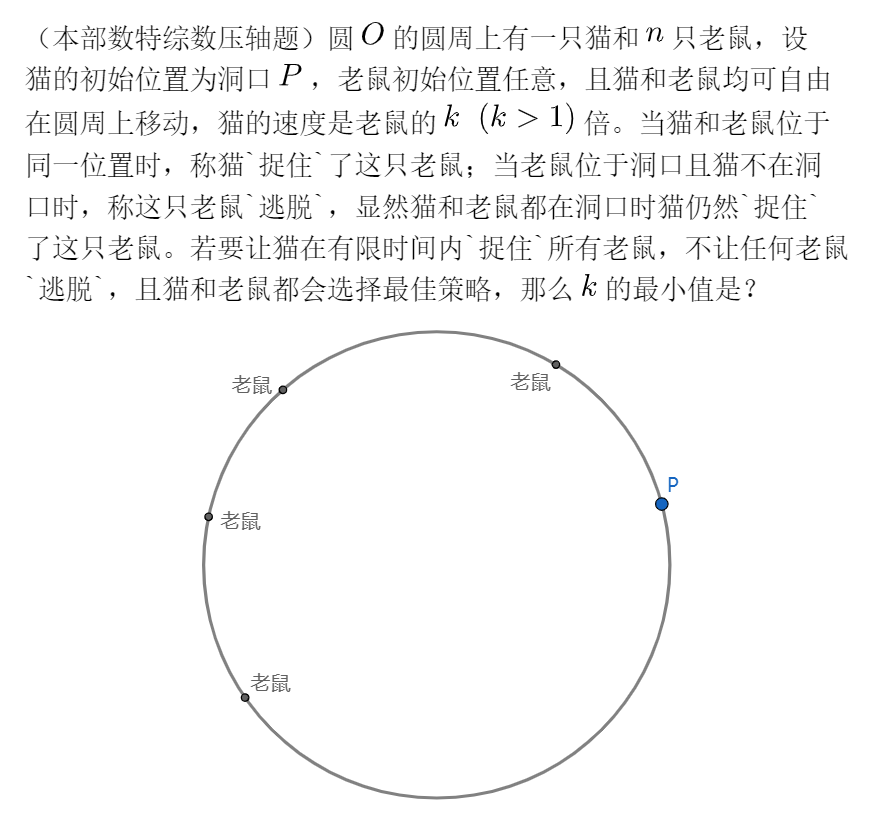 （本部数特综数压轴题）圆 O 的圆周上有一只猫和 n 只老鼠，设
猫的初始位置为洞口 P ，老鼠初始位置任意，且猫和老鼠均可自由
在圆周上移动，猫的速度是老鼠的 k （k > 1）倍。当猫和老鼠位于
同一位置时，称猫`捉住`了这只老鼠；当老鼠位于洞口且猫不在洞
口时，称这只老鼠`逃脱`，显然猫和老鼠都在洞口时猫仍然`捉住`
了这只老鼠。若要让猫在有限时间内`捉住`所有老鼠，不让任何老鼠
`逃脱`，且猫和老鼠都会选择最佳策略，那么 k 的最小值是？
老鼠
老鼠
P
老鼠
老鼠